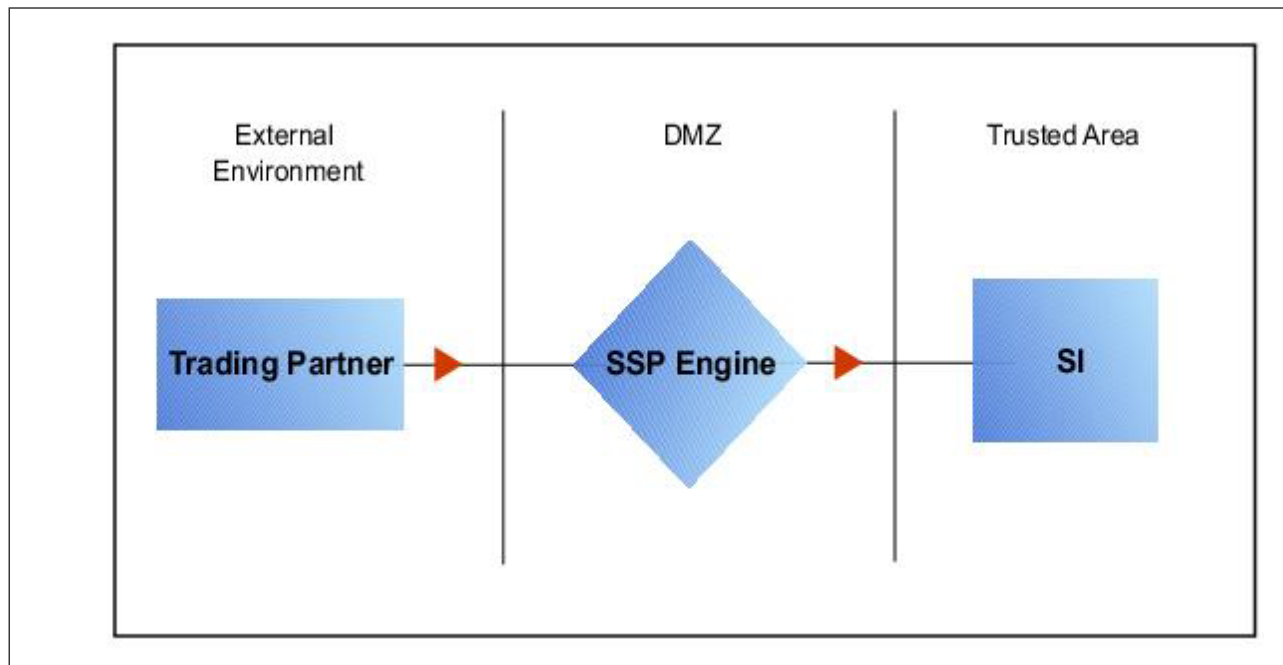 External
Environment
DMZ
Trusted Area
Trading Partner
SSP Engine
SI